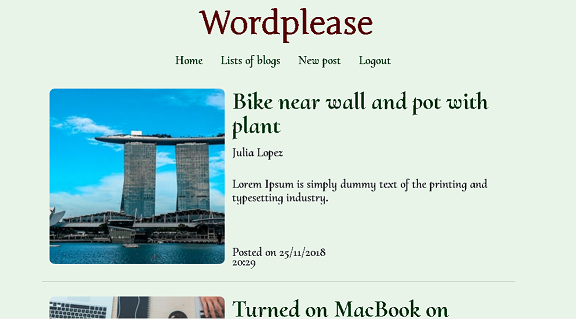 Wordplease
Home Lists of blogs New post Logout
Bike near wall and pot with
plant
Julia Lopez
Lorem Ipsum is simply dummy text of the printing and
typesetting industry.
Posted on 25/11/2018
20:29
Turned on MacBook on